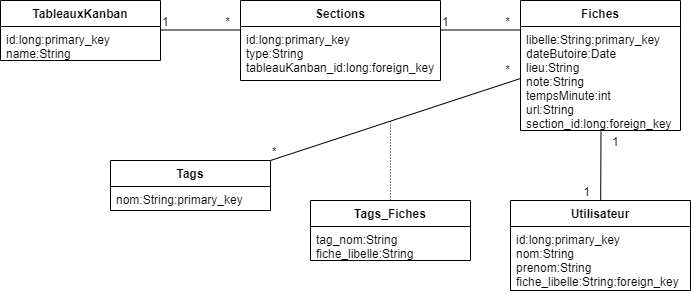 TableauxKanban
id:long:primary_key
name:String
1
*
Sections
id:long:primary_key
type:String
tableauKanban_id:long:foreign_key
1
*
Fiches
libelle:String:primary_key
dateButoire:Date
lieu:String
note:String
tempsMinute:int
url:String
section_id:long:foreign_key
*
*
Tags
nom:String:primary_key
Tags_Fiches
tag_nom:String
fiche_libelle:String
1
1
Utilisateur
id:long:primary_key
nom:String
prenom:String
fiche_libelle:String:foreign_key